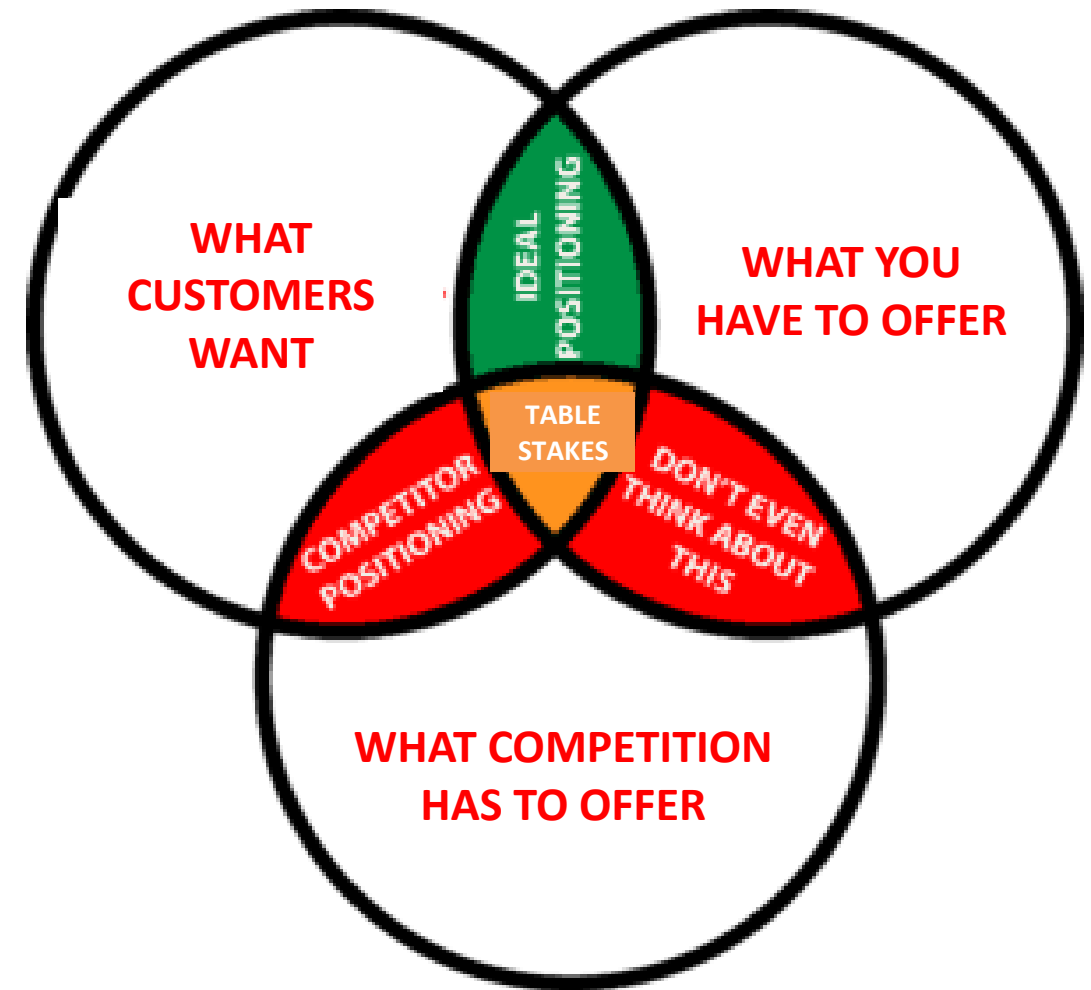 WHAT
CUSTOMERS
WANT
IDEAL
POSITIONING
WHAT YOU
HAVE TO OFFER
TABLE
STAKES
COMPETITOR
POSITIONING
DON'T EVEN
THINK ABOUT
THIS
WHAT COMPETITION
HAS TO OFFER